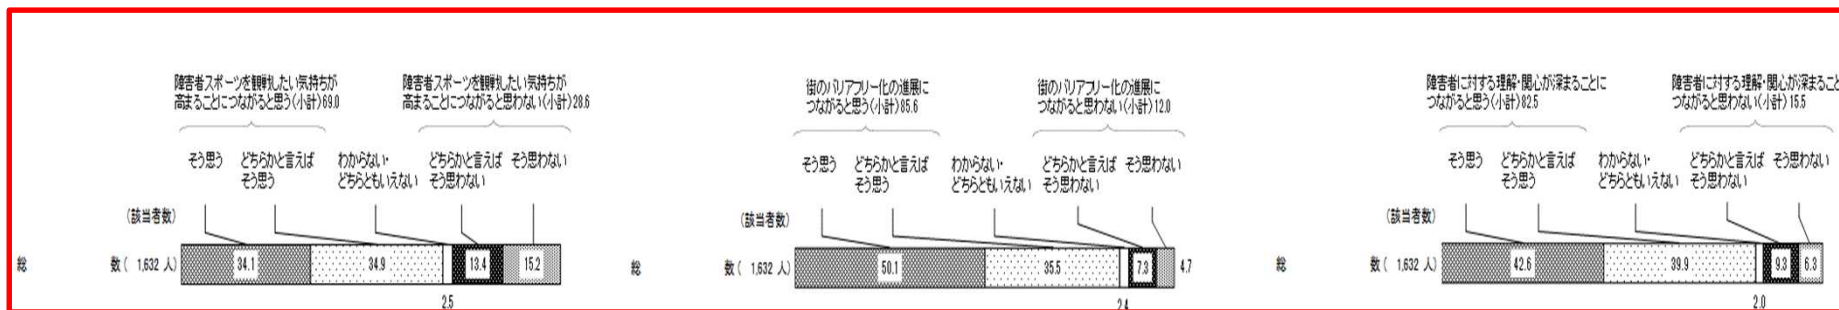 障害者スポーツを観戦したい気持ちが
高まることにつながると思う(小計)69.0
障害者スポーツを観戦したい気持ちが
高まることにつながると思わない(小計)28.6
そう思う
どちらかと言えば
そう思う
わからない・
どちらともいえない
どちらかと言えば
そう思わない
そう思わない
(該当者数)
総 数( 1,632 人)
34.1
34.9
13.4
15.2
2.5
街のバリアフリー化の進展に
つながると思う(小計)85.6
街のバリアフリー化の進展に
つながると思わない(小計)12.0
そう思う
どちらかと言えば
そう思う
わからない・
どちらともいえない
どちらかと言えば
そう思わない
そう思わない
(該当者数)
総 数( 1,632 人)
50.1
35.5
7.3
4.7
2.4
障害者に対する理解・関心が深まることに
つながると思う(小計)82.5
障害者に対する理解・関心が深まること
つながると思わない(小計)15.5
そう思う
どちらかと言えば
そう思う
わからない・
どちらともいえない
どちらかと言えば
そう思わない
そう思わない
(該当者数)
総 数( 1,632 人)
42.6
39.9
9.3
6.3
2.0